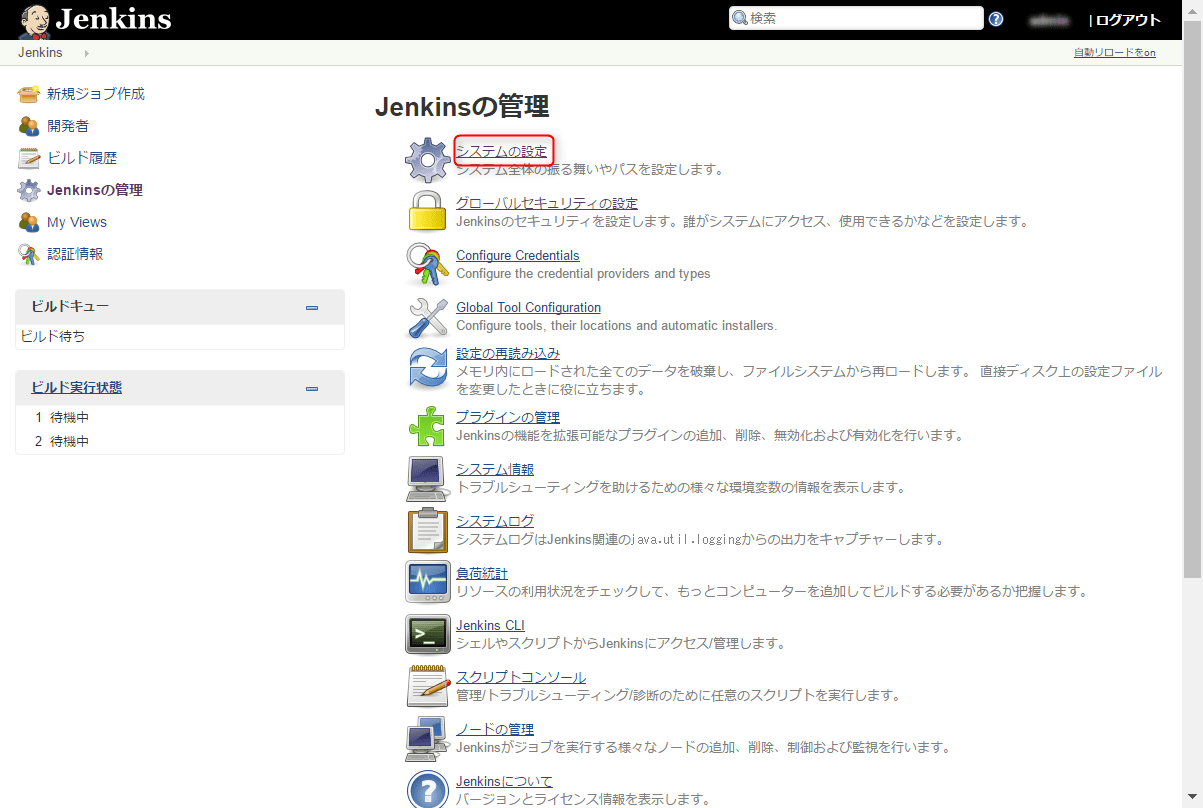 Jenkins
検索
| ログアウト
Jenkins
自動リロードをon
新規ジョブ作成
開発者
ビルド履歴
Jenkinsの管理
My Views
認証情報
ビルドキュー
ビルド待ち
ビルド実行状態
1 待機中
2 待機中
Jenkinsの管理
システムの設定
システム全体の振る舞いやパスを設定します。
グローバルセキュリティの設定
Jenkinsのセキュリティを設定します。誰がシステムにアクセス、使用できるかなどを設定します。
Configure Credentials
Configure the credential providers and types
Global Tool Configuration
Configure tools, their locations and automatic installers.
設定の再読み込み
メモリ内にロードされた全てのデータを破棄し、ファイルシステムから再ロードします。 直接ディスク上の設定ファイル
を変更したときに役に立ちます。
プラグインの管理
Jenkinsの機能を拡張可能なプラグインの追加、削除、無効化および有効化を行います。
システム情報
トラブルシューティングを助けるための様々な環境変数の情報を表示します。
システムログ
システムログはJenkins関連のjava.util.loggingからの出力をキャプチャーします。
負荷統計
リソースの利用状況をチェックして、もっとコンピューターを追加してビルドする必要があるか把握します。
Jenkins CLI
シェルやスクリプトからJenkinsにアクセス/管理します。
スクリプトコンソール
管理/トラブルシューティング/診断のために任意のスクリプトを実行します。
ノードの管理
Jenkinsがジョブを実行する様々なノードの追加、削除、制御および監視を行います。
Jenkinsについて
バージョンとライセンス情報を表示します。